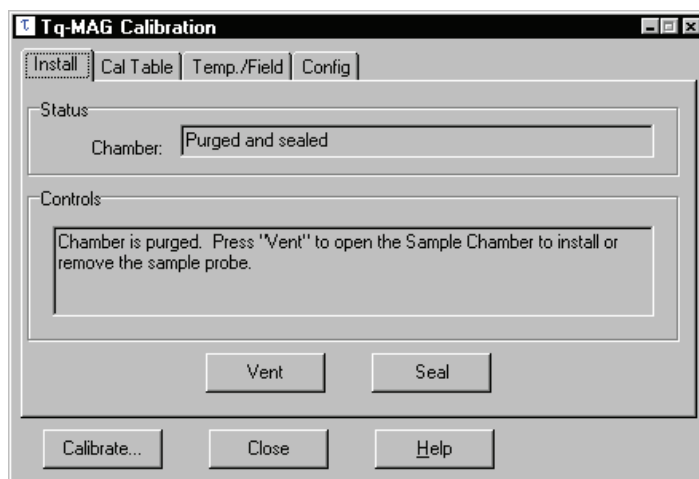 τ Tq-MAG Calibration
Install Cal Table Temp./Field Config
Status
Chamber: Purged and sealed
Controls
Chamber is purged. Press "Vent" to open the Sample Chamber to install or
remove the sample probe.
Vent Seal
Calibrate... Close Help